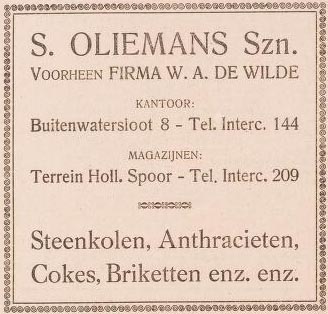 S. OLIEMANS Szn.
VOORHEEN FIRMA W. A. DE WILDE
KANTOOR:
Buitenwatersloot 8 - Tel. Interc. 144
MAGAZIJNEN:
Terrein Holl. Spoor - Tel. Interc. 209
Steenkolen, Anthracieten,
Cokes, Briketten enz. enz.